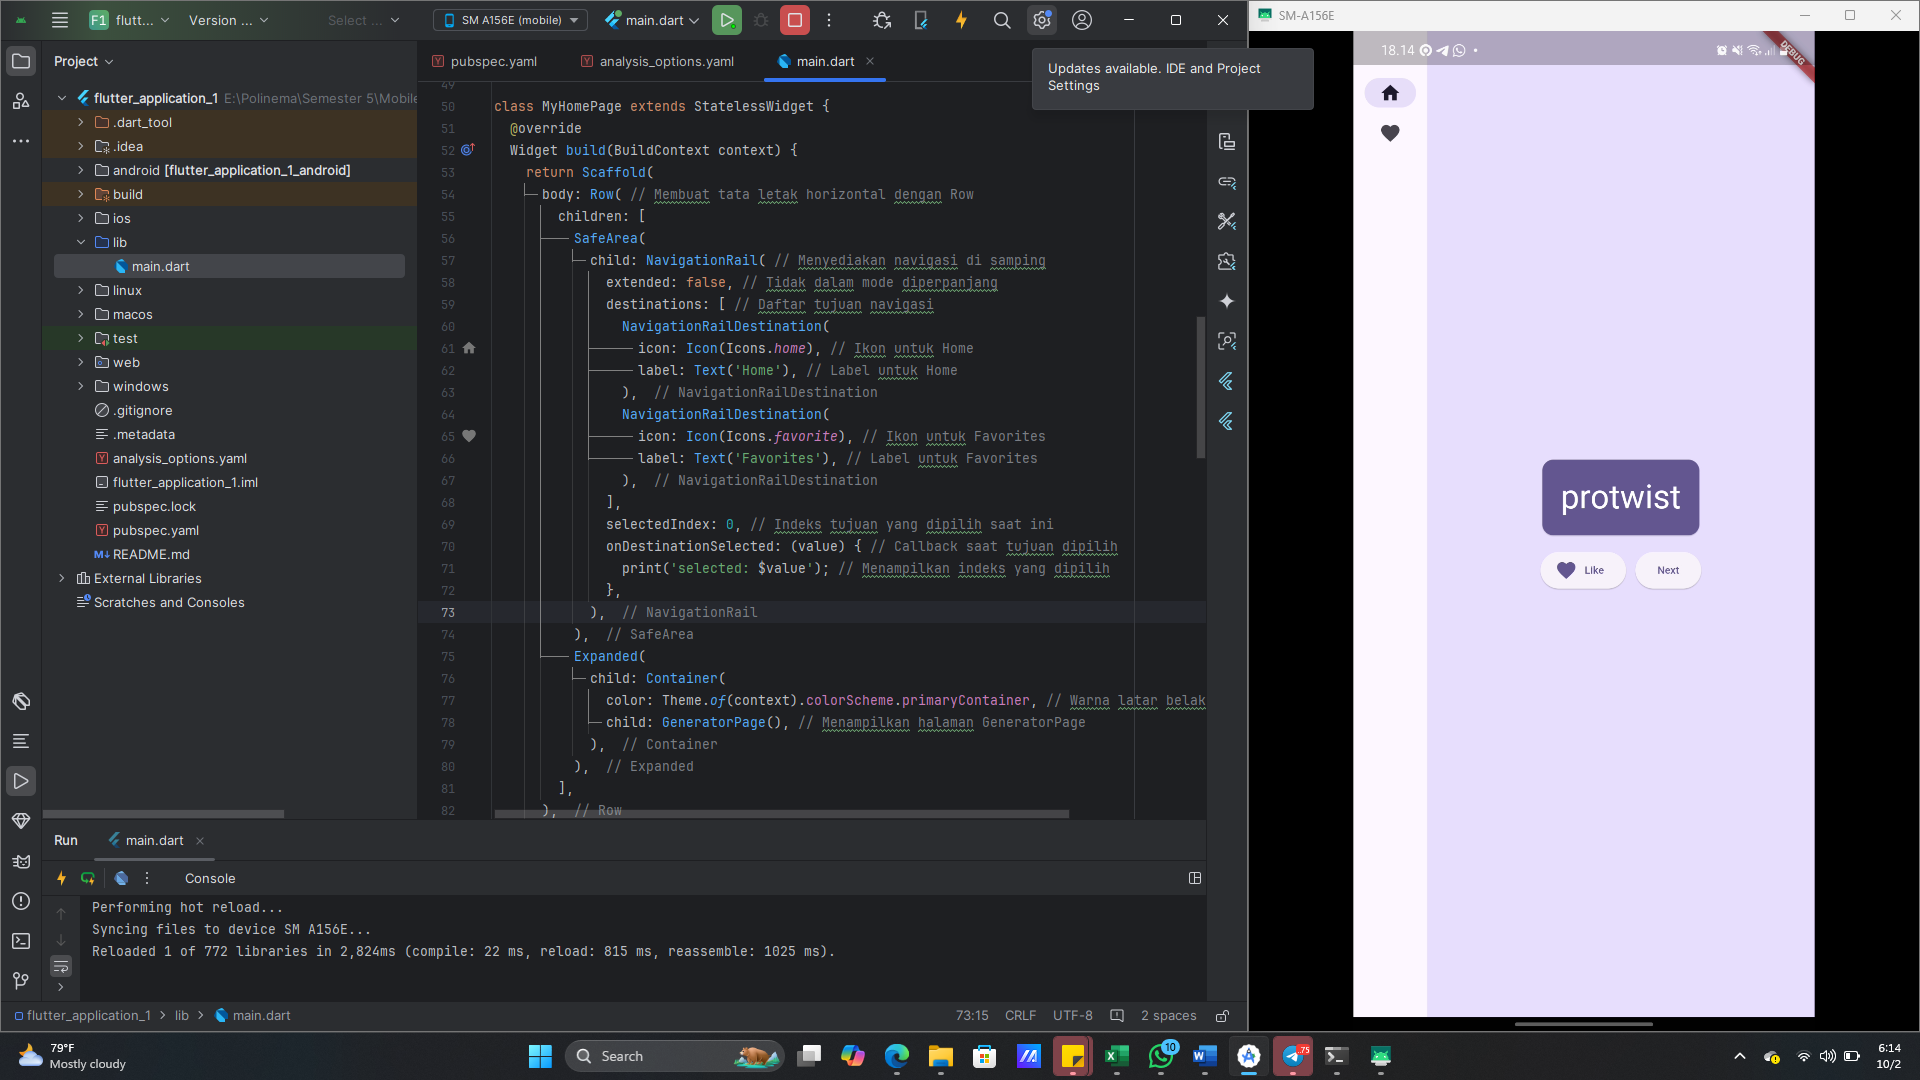 F1 flutt...
Version ...
Select ...
SM A156E (mobile)
main.dart
Project
pubspec.yaml
analysis_options.yaml
main.dart
Updates available. IDE and Project Settings
flutter_application_1 E:\Polinema\Semester 5\Mobile
.dart_tool
.idea
android [flutter_application_1_android]
build
ios
lib
main.dart
linux
macos
test
web
windows
.gitignore
.metadata
analysis_options.yaml
flutter_application_1.iml
pubspec.lock
pubspec.yaml
M↓ README.md
External Libraries
Scratches and Consoles
49
50 class MyHomePage extends StatelessWidget {
51 @override
52 Widget build(BuildContext context) {
53 return Scaffold(
54 body: Row( // Membuat tata letak horizontal dengan Row
55 children: [
56 SafeArea(
57 child: NavigationRail( // Menyediakan navigasi di samping
58 extended: false, // Tidak dalam mode diperpanjang
59 destinations: [ // Daftar tujuan navigasi
60 NavigationRailDestination(
61 icon: Icon(Icons.home), // Ikon untuk Home
62 label: Text('Home'), // Label untuk Home
63 ), // NavigationRailDestination
64 NavigationRailDestination(
65 icon: Icon(Icons.favorite), // Ikon untuk Favorites
66 label: Text('Favorites'), // Label untuk Favorites
67 ), // NavigationRailDestination
68 ],
69 selectedIndex: 0, // Indeks tujuan yang dipilih saat ini
70 onDestinationSelected: (value) { // Callback saat tujuan dipilih
71 print('selected: $value'); // Menampilkan indeks yang dipilih
72 },
73 ), // NavigationRail
74 ), // SafeArea
75 Expanded(
76 child: Container(
77 color: Theme.of(context).colorScheme.primaryContainer, // Warna latar belak
78 child: GeneratorPage(), // Menampilkan halaman GeneratorPage
79 ), // Container
80 ), // Expanded
81 ],
82 ), // Row
Run
main.dart
Console
Performing hot reload...
Syncing files to device SM A156E...
Reloaded 1 of 772 libraries in 2,824ms (compile: 22 ms, reload: 815 ms, reassemble: 1025 ms).
flutter_application_1 > lib > main.dart
73:15 CRLF UTF-8 2 spaces
SM-A156E
18.14
DEBUG
protwist
Like
Next
79°F
Mostly cloudy
Search
10
75
6:14
10/2